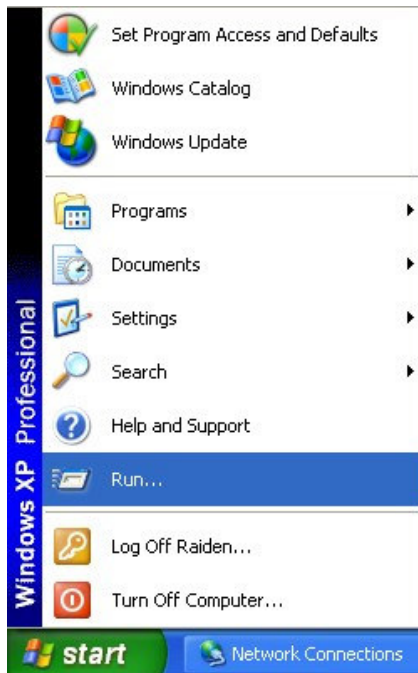 Set Program Access and Defaults
Windows Catalog
Windows Update
Programs
Documents
Settings
Search
Help and Support
Run...
Log Off Raiden...
Turn Off Computer...
Windows XP Professional
start
Network Connections